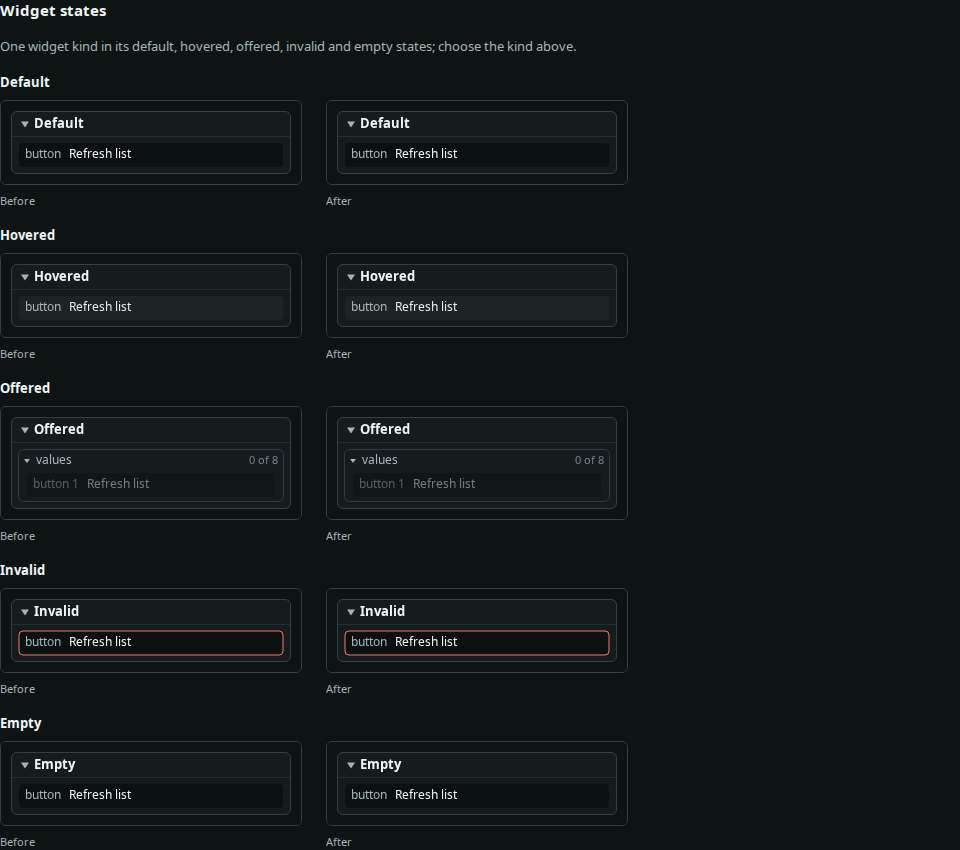 Widget states
One widget kind in its default, hovered, offered, invalid and empty states; choose the kind above.
Default
Default
button Refresh list
Default
button Refresh list
Before
After
Hovered
Hovered
button Refresh list
Hovered
button Refresh list
Before
After
Offered
Offered
values 0 of 8
button 1 Refresh list
Offered
values 0 of 8
button 1 Refresh list
Before
After
Invalid
Invalid
button Refresh list
Invalid
button Refresh list
Before
After
Empty
Empty
button Refresh list
Empty
button Refresh list
Before
After